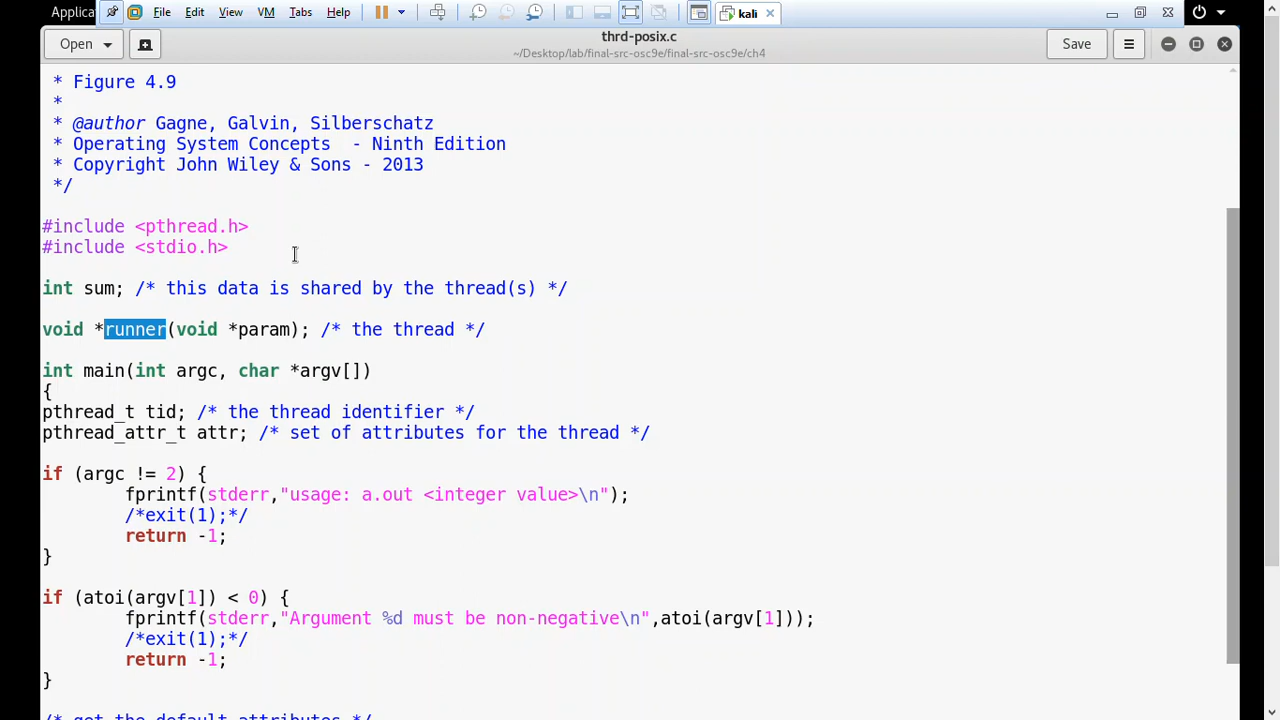 Applica File Edit View VM Tabs Help kali
Open thrd-posix.c Save
~/Desktop/lab/final-src-osc9e/final-src-osc9e/ch4
* Figure 4.9
*
* @author Gagne, Galvin, Silberschatz
* Operating System Concepts  - Ninth Edition
* Copyright John Wiley & Sons - 2013
*/
#include <pthread.h>
#include <stdio.h>
int sum; /* this data is shared by the thread(s) */
void *runner(void *param); /* the thread */
int main(int argc, char *argv[])
{
pthread_t tid; /* the thread identifier */
pthread_attr_t attr; /* set of attributes for the thread */
if (argc != 2) {
fprintf(stderr,"usage: a.out <integer value>\n");
/*exit(1);*/
return -1;
}
if (atoi(argv[1]) < 0) {
fprintf(stderr,"Argument %d must be non-negative\n",atoi(argv[1]));
/*exit(1);*/
return -1;
}
/* get the default attributes */